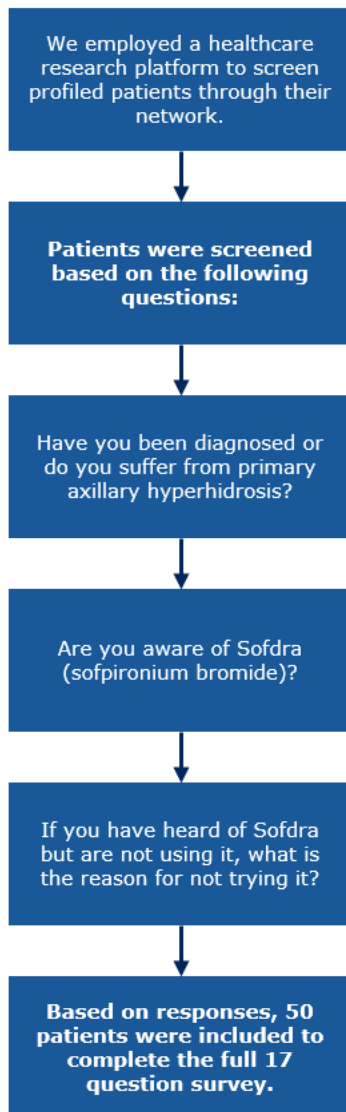 We employed a healthcare
research platform to screen
profiled patients through their
network.
Patients were screened
based on the following
questions:
Have you been diagnosed or
do you suffer from primary
axillary hyperhidrosis?
Are you aware of Sofdra
(sofpironium bromide)?
If you have heard of Sofdra
but are not using it, what is
the reason for not trying it?
Based on responses, 50
patients were included to
complete the full 17
question survey.